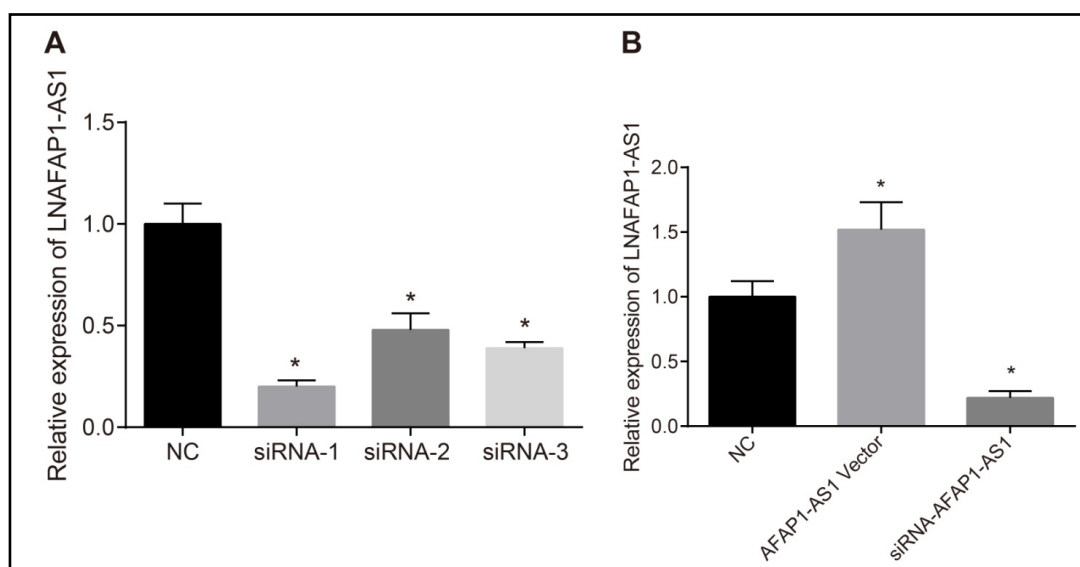 A
Relative expression of LNAFAP1-AS1
1.5
1.0
0.5
0.0
*
*
*
NC
siRNA-1
siRNA-2
siRNA-3
B
Relative expression of LNAFAP1-AS1
2.0
1.5
1.0
0.5
0.0
*
*
NC
AFAP1-AS1 Vector
siRNA-AFAP1-AS1